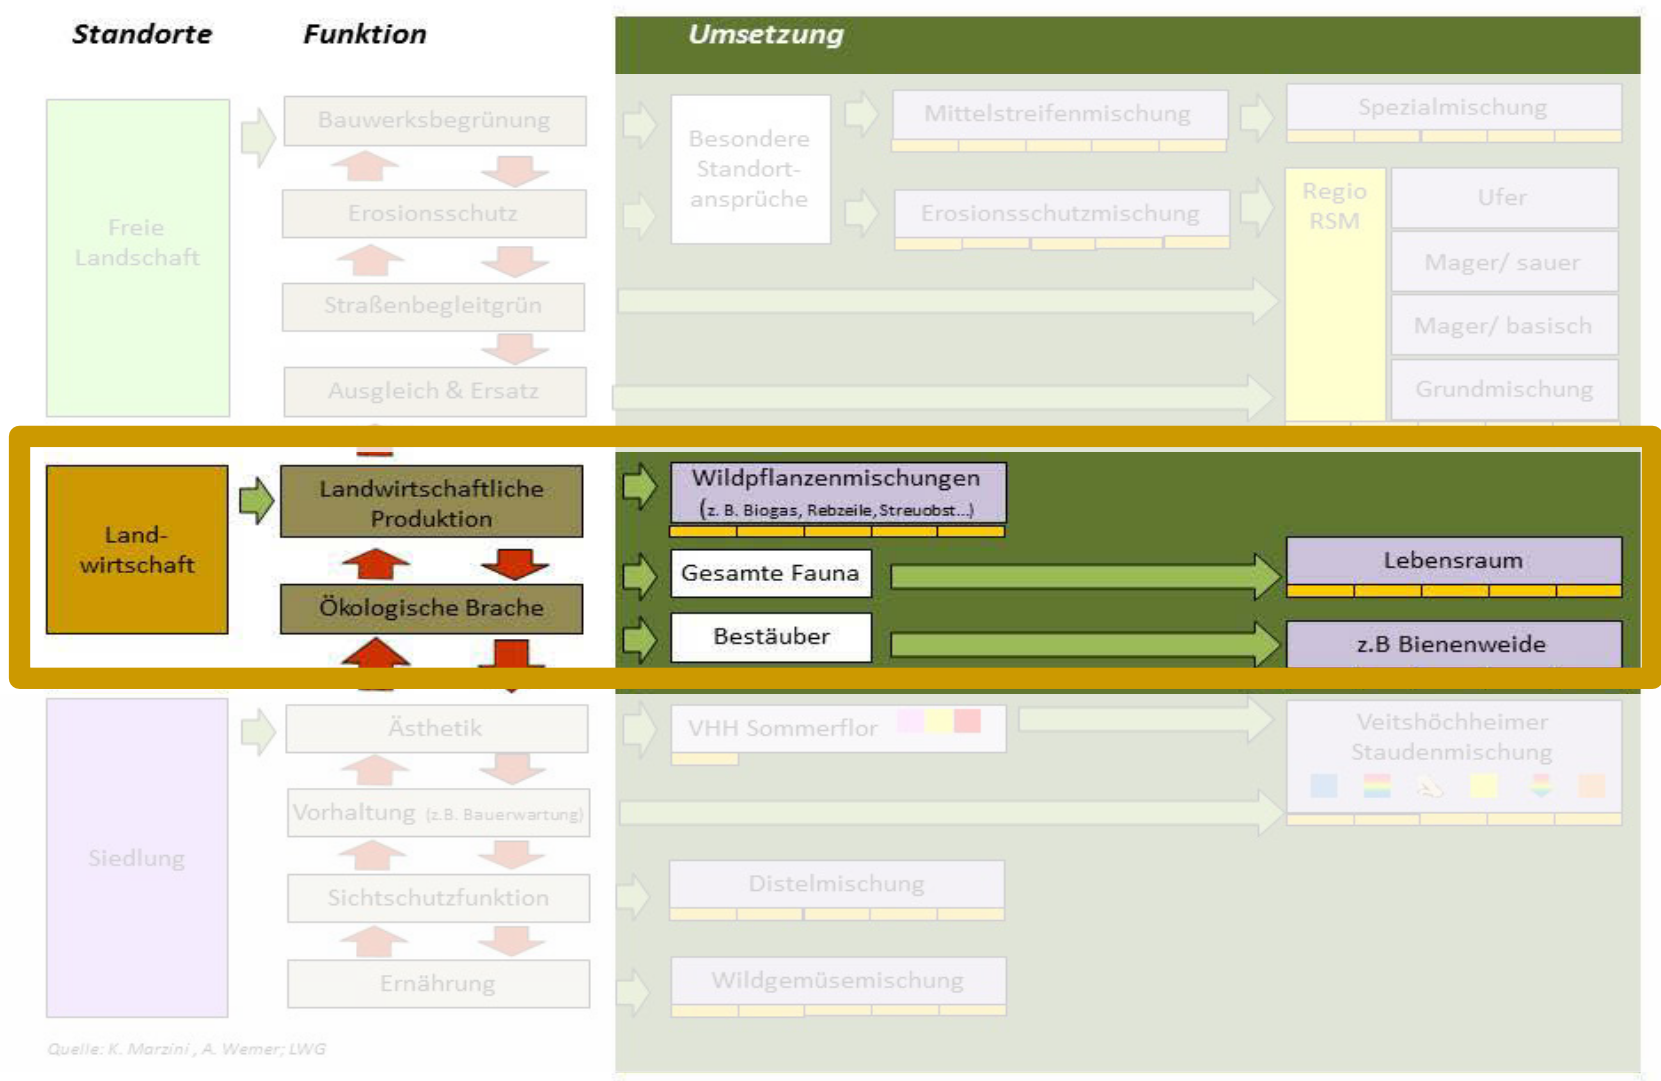 Standorte
Funktion
Umsetzung
Freie
Landschaft
Bauwerksbegrünung
Erosionsschutz
Straßenbegleitgrün
Ausgleich & Ersatz
Besondere
Standort-
ansprüche
Mittelstreifenmischung
Erosionsschutzmischung
Spezialmischung
Regio
RSM
Ufer
Mager/ sauer
Mager/ basisch
Grundmischung
Land-
wirtschaft
Landwirtschaftliche
Produktion
Ökologische Brache
Wildpflanzenmischungen
(z. B. Biogas, Rebzeile, Streuobst...)
Gesamte Fauna
Bestäuber
Lebensraum
z.B Bienenweide
Siedlung
Ästhetik
Vorhaltung (z.B. Bauerwartung)
Sichtschutzfunktion
Ernährung
VHH Sommerflor
Veitshöchheimer
Staudenmischung
Distelmischung
Wildgemüsemischung
Quelle: K. Marzini , A. Werner; LWG